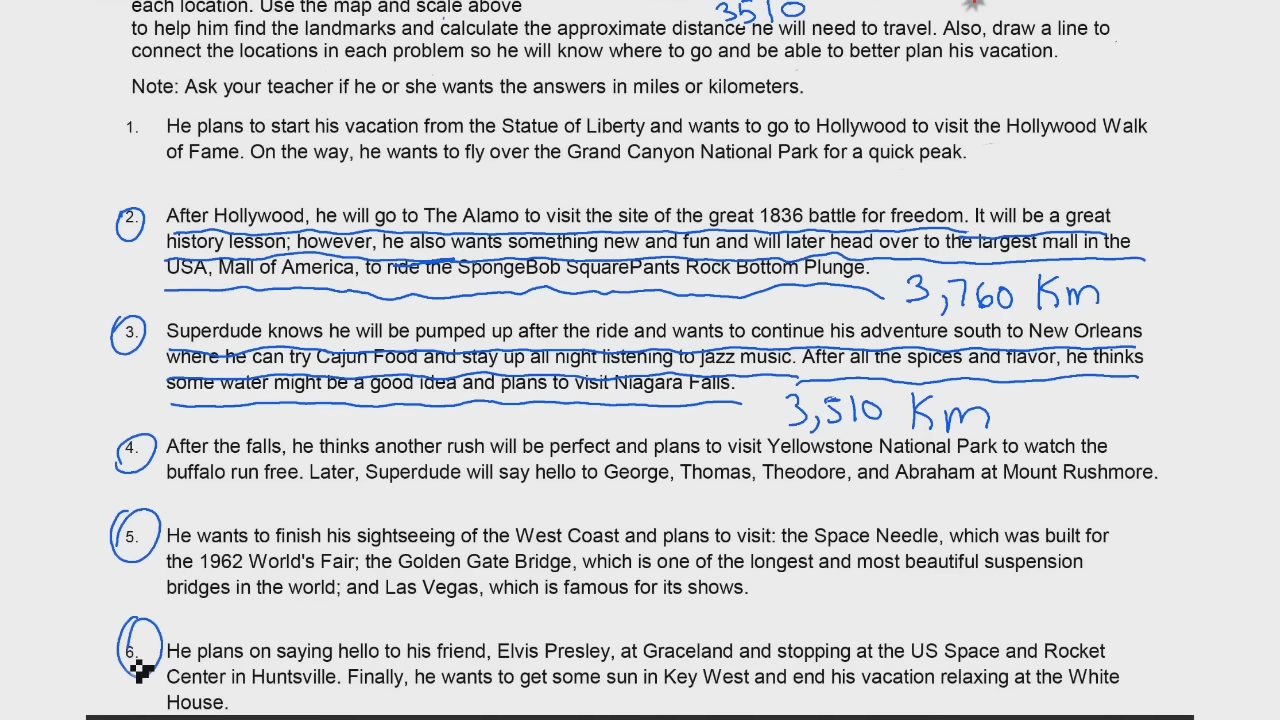 each location. Use the map and scale above
3510
to help him find the landmarks and calculate the approximate distance he will need to travel. Also, draw a line to
connect the locations in each problem so he will know where to go and be able to better plan his vacation.
Note: Ask your teacher if he or she wants the answers in miles or kilometers.
1. He plans to start his vacation from the Statue of Liberty and wants to go to Hollywood to visit the Hollywood Walk
of Fame. On the way, he wants to fly over the Grand Canyon National Park for a quick peak.
2. After Hollywood, he will go to The Alamo to visit the site of the great 1836 battle for freedom. It will be a great
history lesson; however, he also wants something new and fun and will later head over to the largest mall in the
USA, Mall of America, to ride the SpongeBob SquarePants Rock Bottom Plunge.
3,760 Km
3. Superdude knows he will be pumped up after the ride and wants to continue his adventure south to New Orleans
where he can try Cajun Food and stay up all night listening to jazz music. After all the spices and flavor, he thinks
some water might be a good idea and plans to visit Niagara Falls.
3,510 Km
4. After the falls, he thinks another rush will be perfect and plans to visit Yellowstone National Park to watch the
buffalo run free. Later, Superdude will say hello to George, Thomas, Theodore, and Abraham at Mount Rushmore.
5. He wants to finish his sightseeing of the West Coast and plans to visit: the Space Needle, which was built for
the 1962 World's Fair; the Golden Gate Bridge, which is one of the longest and most beautiful suspension
bridges in the world; and Las Vegas, which is famous for its shows.
6. He plans on saying hello to his friend, Elvis Presley, at Graceland and stopping at the US Space and Rocket
Center in Huntsville. Finally, he wants to get some sun in Key West and end his vacation relaxing at the White
House.